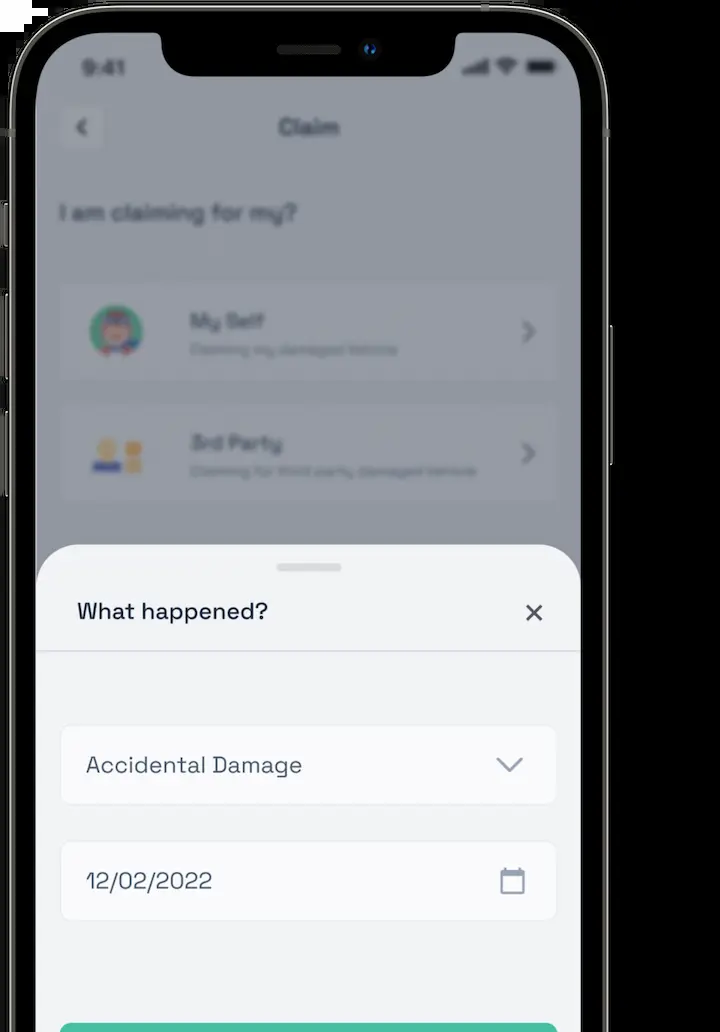 9:41
Claim
I am claiming for my?
My Self
Claiming my damaged Vehicle
3rd Party
Claiming for third party damaged Vehicle
What happened?
Accidental Damage
12/02/2022